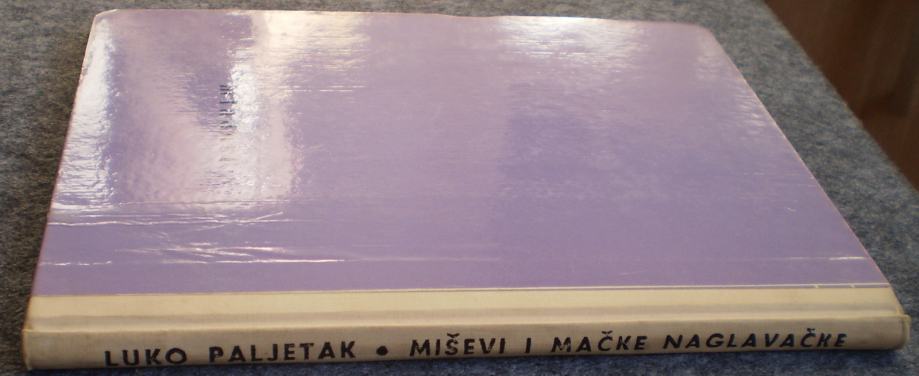 LUKO PALJETAK • MIŠEVI I MAČKE NAGLAVAČKE